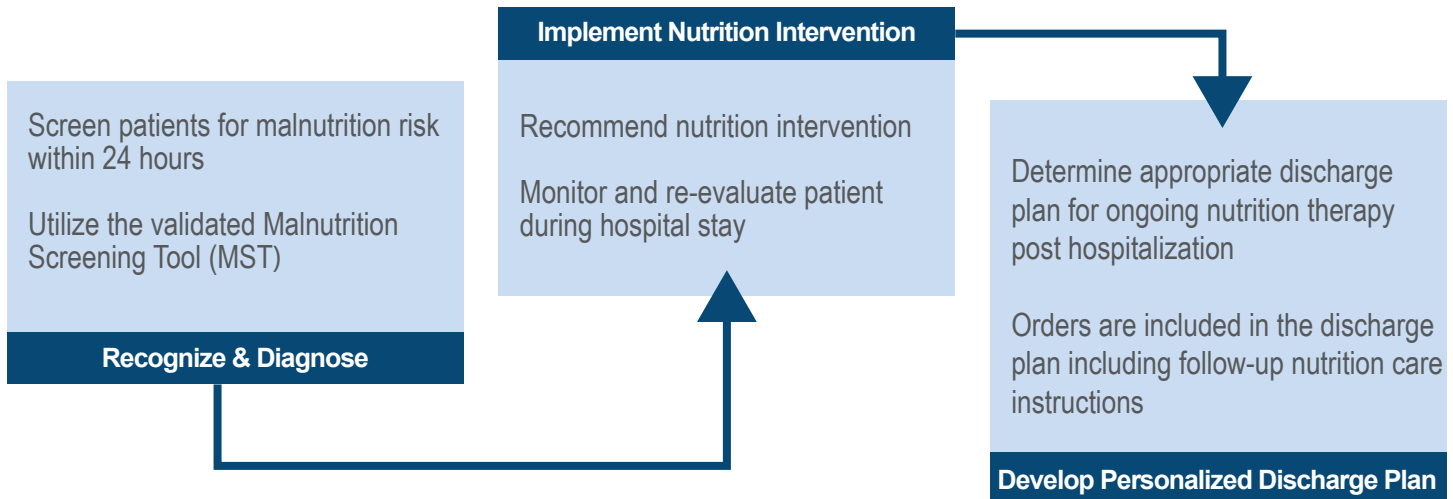 Screen patients for malnutrition risk
within 24 hours
Utilize the validated Malnutrition
Screening Tool (MST)
Recognize & Diagnose
Implement Nutrition Intervention
Recommend nutrition intervention
Monitor and re-evaluate patient
during hospital stay
Determine appropriate discharge
plan for ongoing nutrition therapy
post hospitalization
Orders are included in the discharge
plan including follow-up nutrition care
instructions
Develop Personalized Discharge Plan